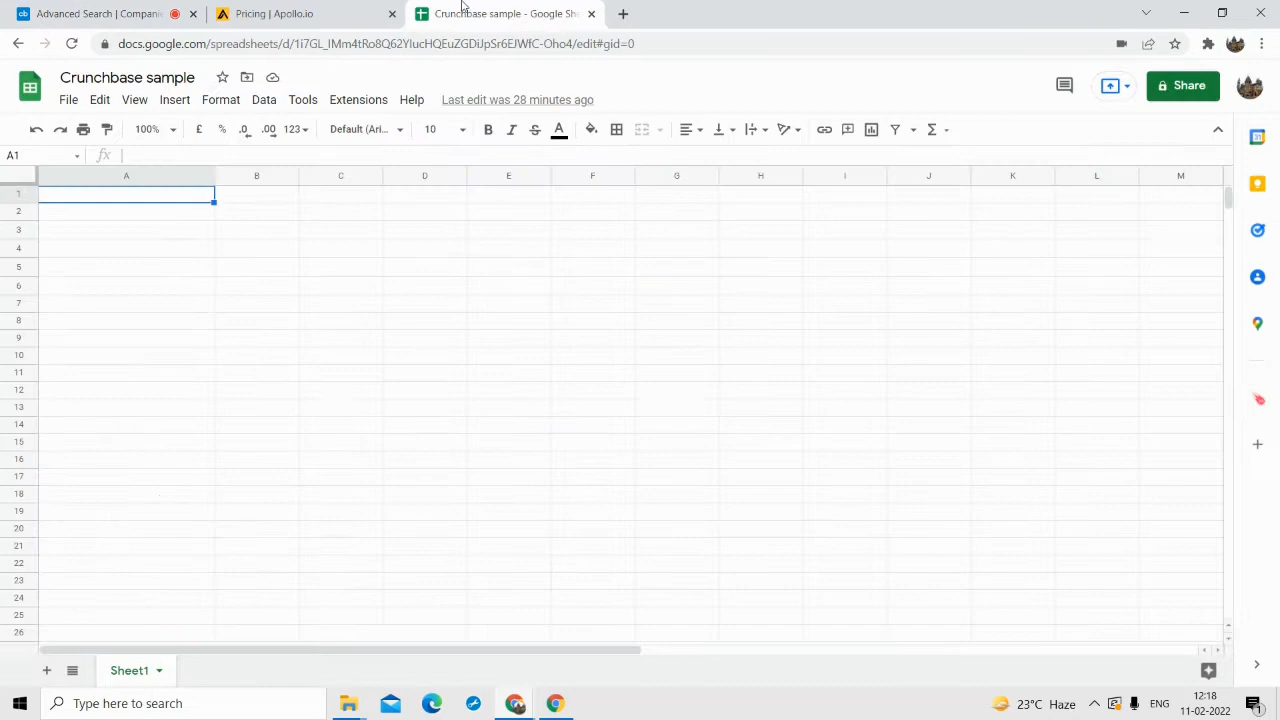 Advanced Search | Companie
Pricing | Apollo.io
Crunchbase sample - Google She
docs.google.com/spreadsheets/d/1i7GL_IMm4tRo8Q62YlucHQEuZGDiJpSr6EJWfC-Oho4/edit#gid=0
Crunchbase sample
Share
File Edit View Insert Format Data Tools Extensions Help Last edit was 28 minutes ago
100% £ % .0 .00 123 Default (Ari... 10 B I S A Σ
A1 fx
A B C D E F G H I J K L M
1
2
3
4
5
6
7
8
9
10
11
12
13
14
15
16
17
18
19
20
21
22
23
24
25
26
Sheet1
Type here to search
23°C Haze ENG
12:18
11-02-2022